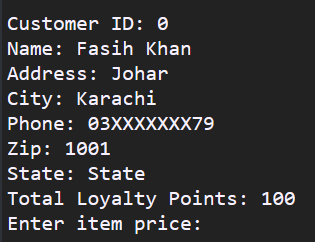 Customer ID: 0
Name: Fasih Khan
Address: Johar
City: Karachi
Phone: 03XXXXXXX79
Zip: 1001
State: State
Total Loyalty Points: 100
Enter item price: